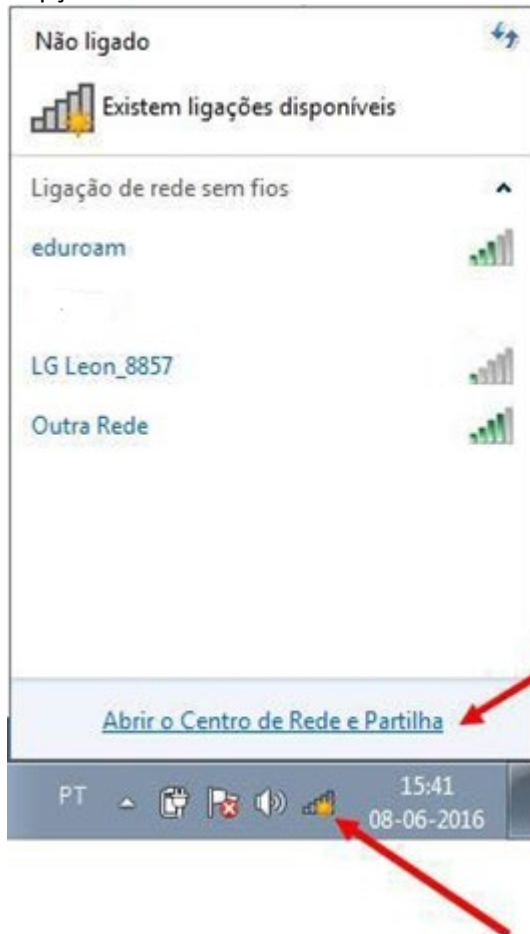 Não ligado
Existem ligações disponíveis
Ligação de rede sem fios
eduroam
LG Leon_8857
Outra Rede
Abrir o Centro de Rede e Partilha
PT
15:41
08-06-2016